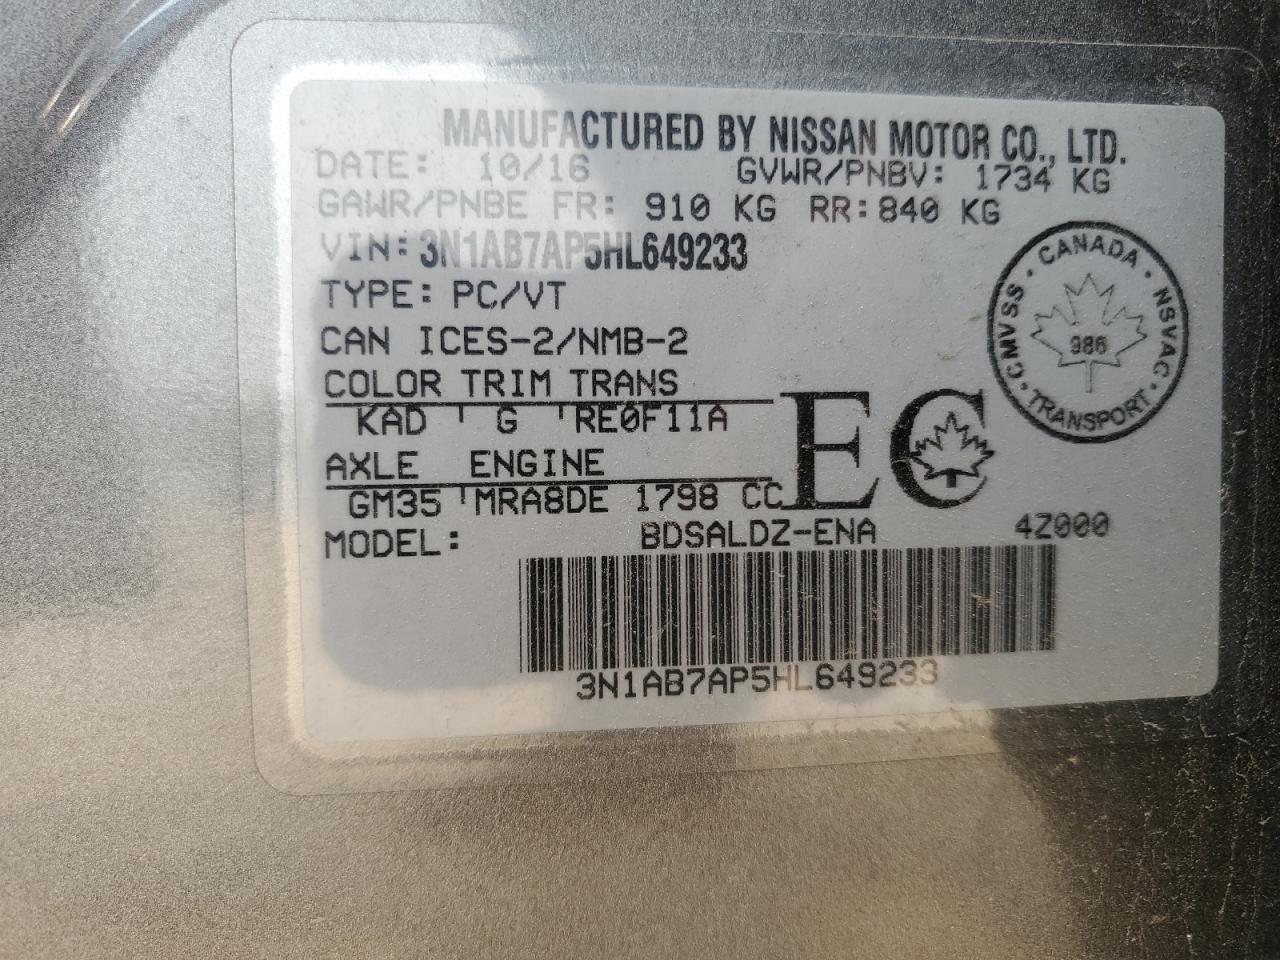 MANUFACTURED BY NISSAN MOTOR CO., LTD.
DATE: 10/16 GVWR/PNBV: 1734 KG
GAWR/PNBE FR: 910 KG RR: 840 KG
VIN: 3N1AB7AP5HL649233
TYPE: PC/VT
CAN ICES-2/NMB-2
COLOR TRIM TRANS
KAD ' G 'RE0F11A
AXLE ENGINE
GM35 'MRA8DE 1798 CC
MODEL: BDSALDZ-ENA 4Z000
3N1AB7AP5HL649233
EC
CANADA · NSVAC · TRANSPORT · CMVSS ·
986